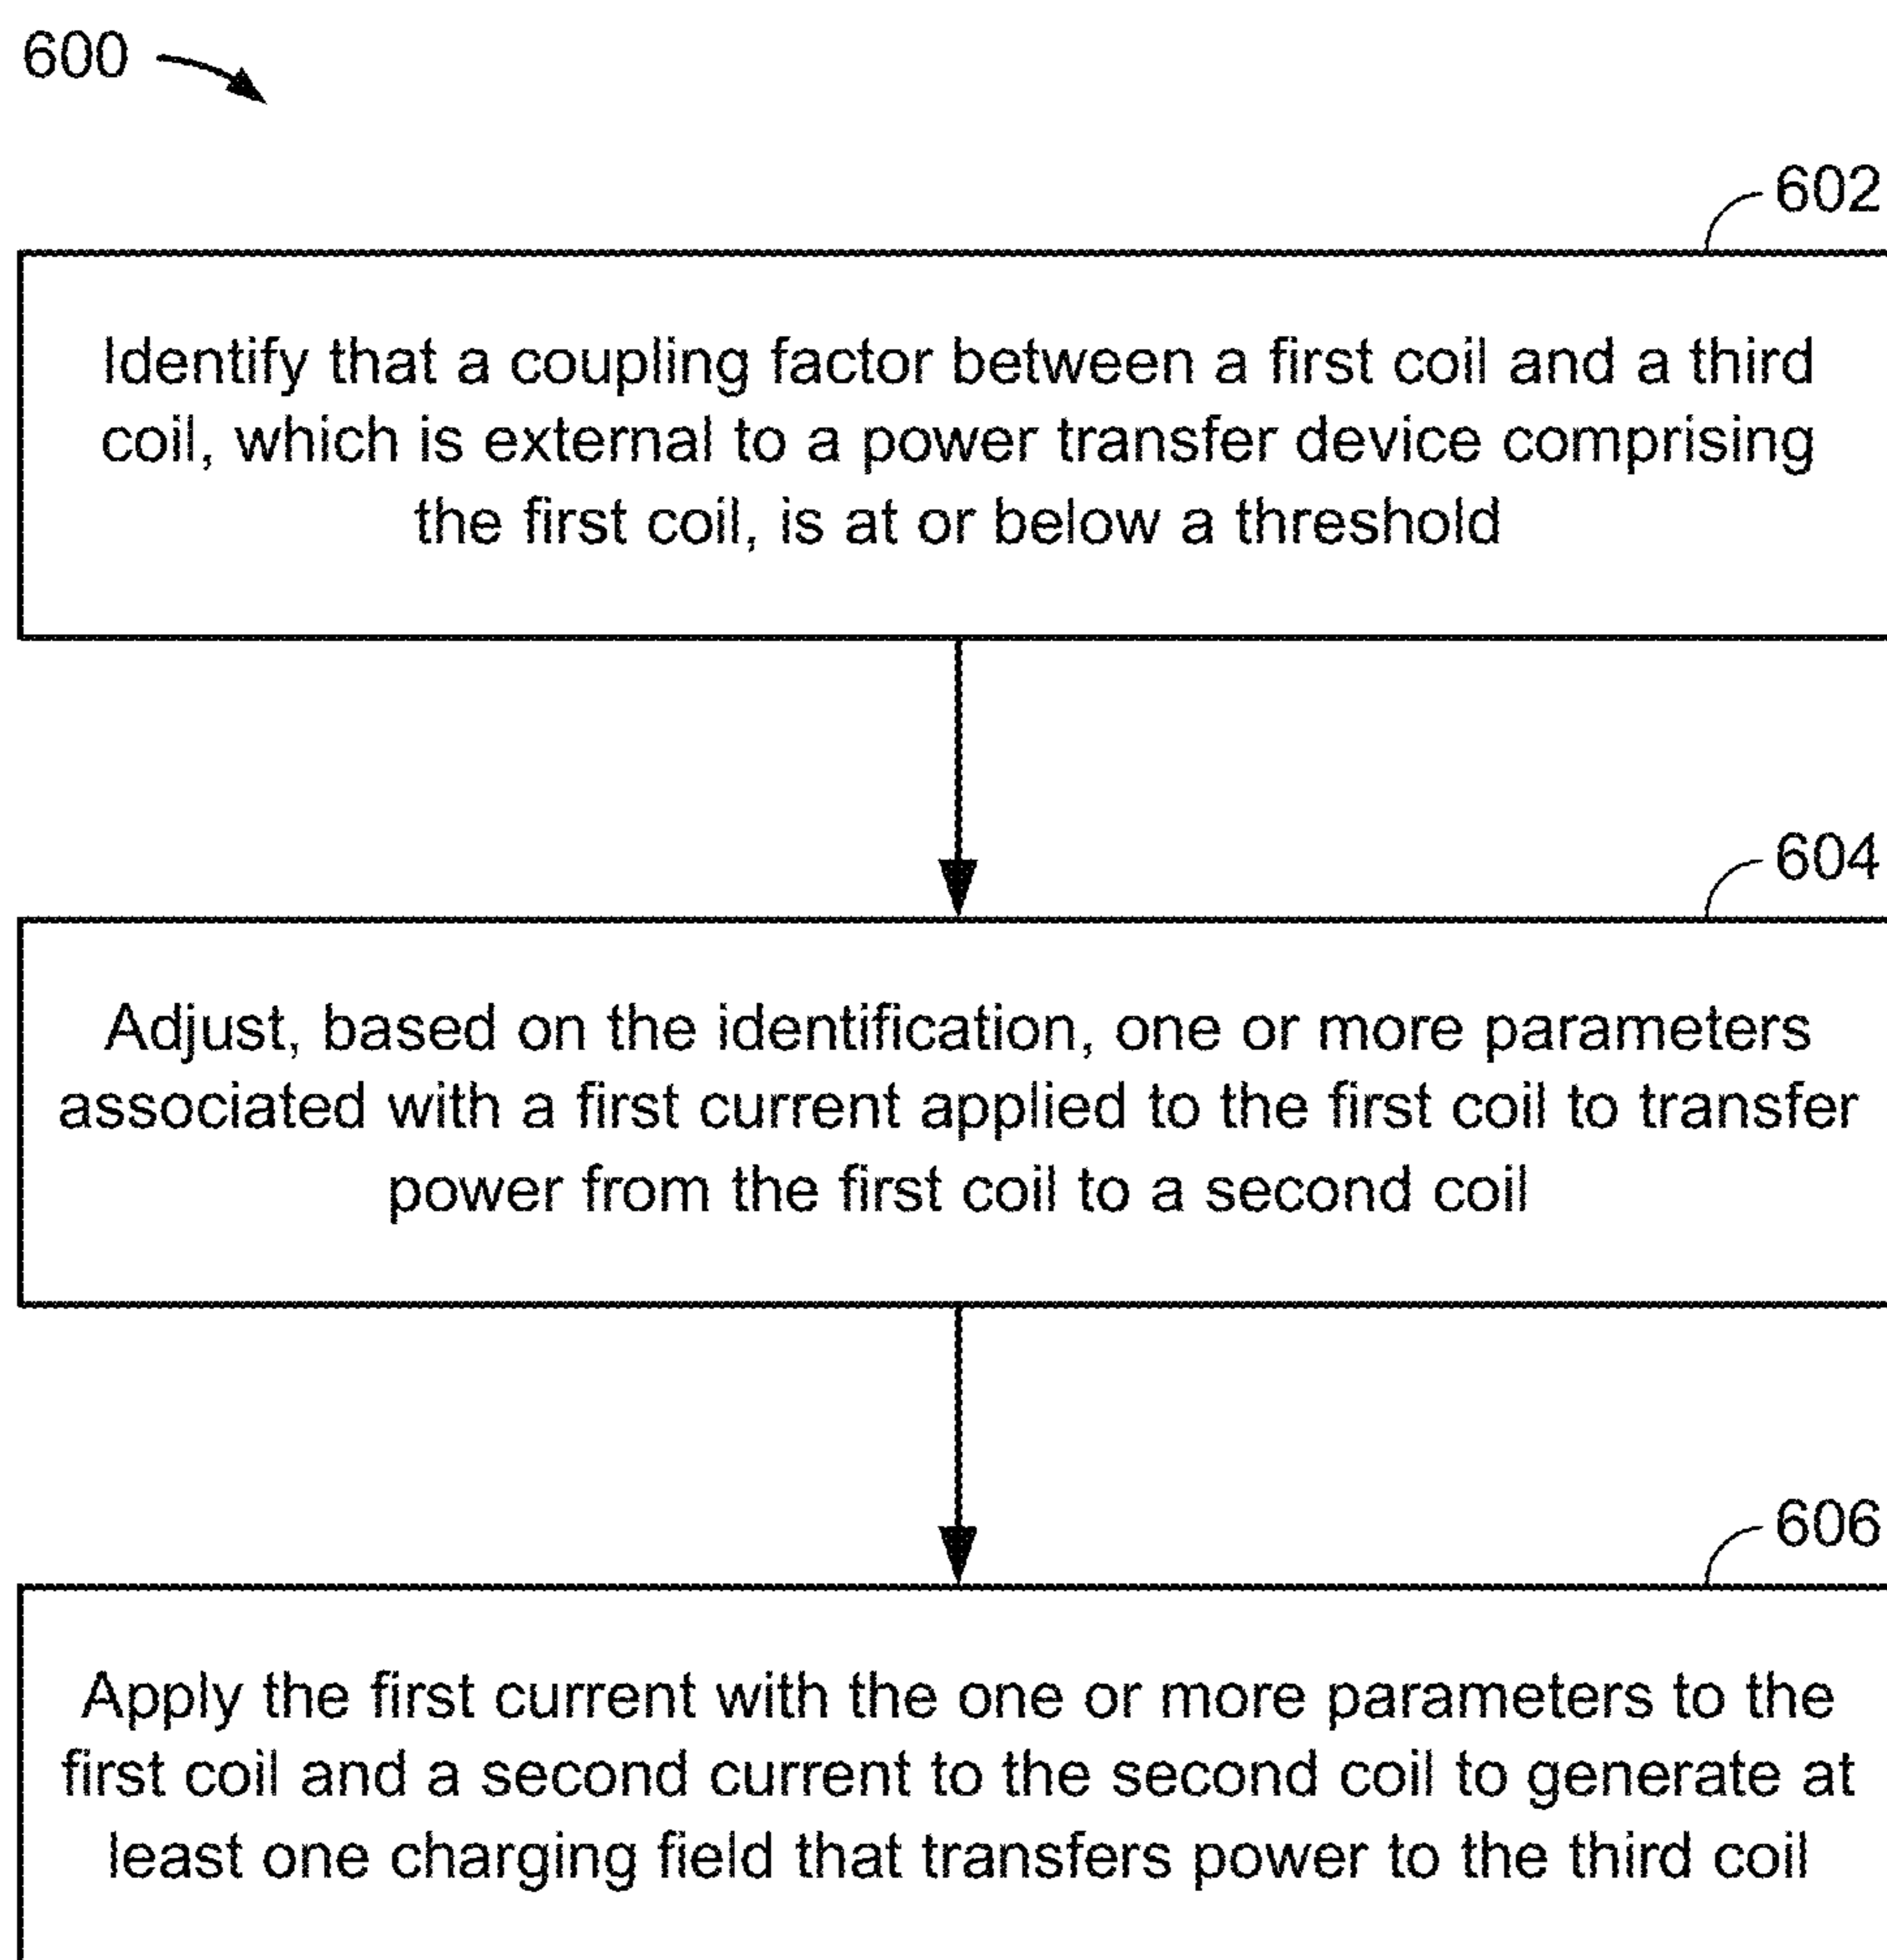 600
602
Identify that a coupling factor between a first coil and a third
coil, which is external to a power transfer device comprising
the first coil, is at or below a threshold
604
Adjust, based on the identification, one or more parameters
associated with a first current applied to the first coil to transfer
power from the first coil to a second coil
606
Apply the first current with the one or more parameters to the
first coil and a second current to the second coil to generate at
least one charging field that transfers power to the third coil